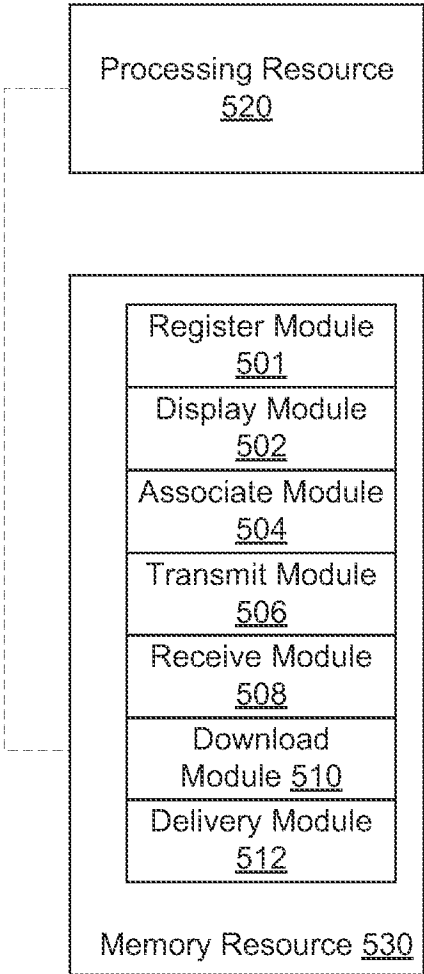 Processing Resource
520
Register Module
501
Display Module
502
Associate Module
504
Transmit Module
506
Receive Module
508
Download
Module 510
Delivery Module
512
Memory Resource 530